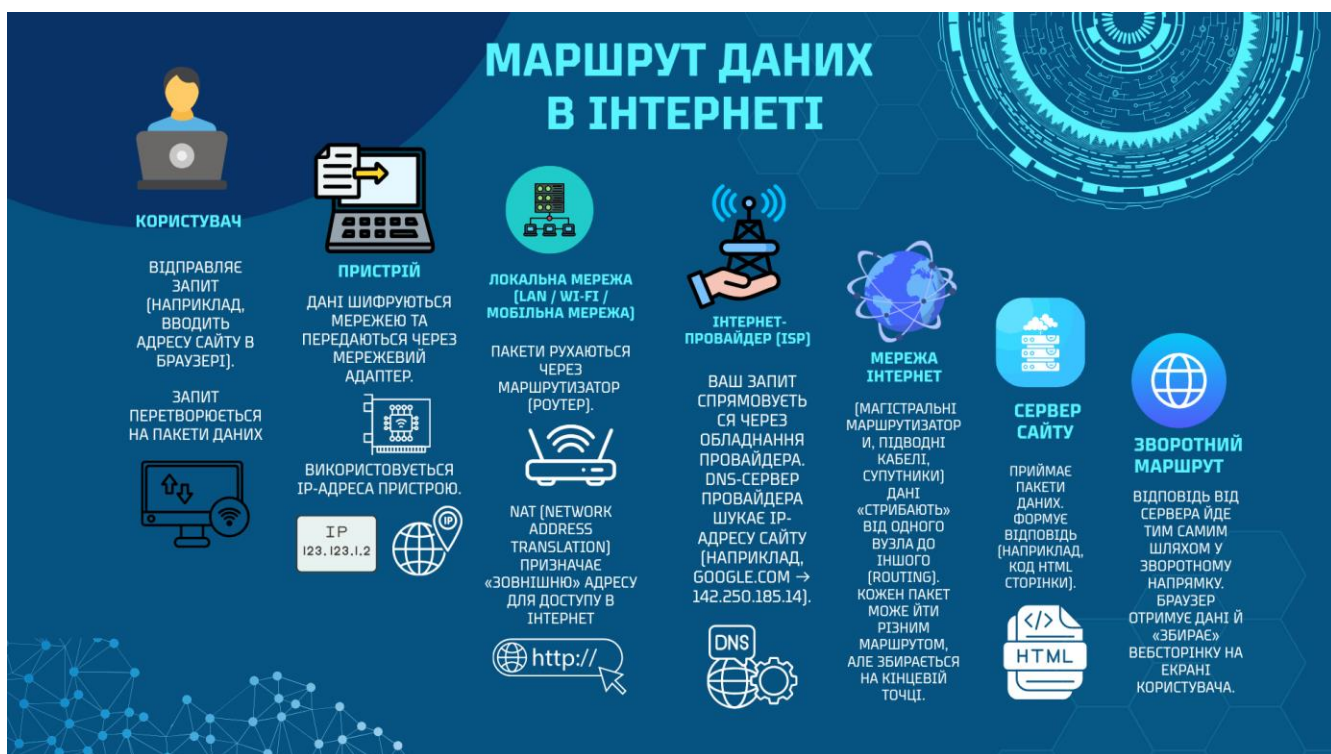 МАРШРУТ ДАНИХ
В ІНТЕРНЕТІ
КОРИСТУВАЧ
ВІДПРАВЛЯЄ
ЗАПИТ
(НАПРИКЛАД,
ВВОДИТЬ
АДРЕСУ САЙТУ В
БРАУЗЕРІ).
ЗАПИТ
ПЕРЕТВОРЮЄТЬСЯ
НА ПАКЕТИ ДАНИХ
ПРИСТРІЙ
ДАНІ ШИФРУЮТЬСЯ
МЕРЕЖЕЮ ТА
ПЕРЕДАЮТЬСЯ ЧЕРЕЗ
МЕРЕЖЕВИЙ
АДАПТЕР.
ВИКОРИСТОВУЄТЬСЯ
IP-АДРЕСА ПРИСТРОЮ.
IP
123.123.1.2
IP
ЛОКАЛЬНА МЕРЕЖА
(LAN / WI-FI /
МОБІЛЬНА МЕРЕЖА)
ПАКЕТИ РУХАЮТЬСЯ
ЧЕРЕЗ
МАРШРУТИЗАТОР
(РОУТЕР).
NAT (NETWORK
ADDRESS
TRANSLATION)
ПРИЗНАЧАЄ
«ЗОВНІШНЮ» АДРЕСУ
ДЛЯ ДОСТУПУ В
ІНТЕРНЕТ
http://
ІНТЕРНЕТ-
ПРОВАЙДЕР (ISP)
ВАШ ЗАПИТ
СПРЯМОВУЄТЬ
СЯ ЧЕРЕЗ
ОБЛАДНАННЯ
ПРОВАЙДЕРА.
DNS-СЕРВЕР
ПРОВАЙДЕРА
ШУКАЄ IP-
АДРЕСУ САЙТУ
(НАПРИКЛАД,
GOOGLE.COM →
142.250.185.14).
DNS
МЕРЕЖА
ІНТЕРНЕТ
(МАГІСТРАЛЬНІ
МАРШРУТИЗАТОР
И, ПІДВОДНІ
КАБЕЛІ,
СУПУТНИКИ)
ДАНІ
«СТРИБАЮТЬ»
ВІД ОДНОГО
ВУЗЛА ДО
ІНШОГО
(ROUTING).
КОЖЕН ПАКЕТ
МОЖЕ ЙТИ
РІЗНИМ
МАРШРУТОМ,
АЛЕ ЗБИРАЄТЬСЯ
НА КІНЦЕВІЙ
ТОЧЦІ.
СЕРВЕР
САЙТУ
ПРИЙМАЄ
ПАКЕТИ
ДАНИХ.
ФОРМУЄ
ВІДПОВІДЬ
(НАПРИКЛАД,
КОД HTML
СТОРІНКИ).
</>
HTML
ЗВОРОТНИЙ
МАРШРУТ
ВІДПОВІДЬ ВІД
СЕРВЕРА ЙДЕ
ТИМ САМИМ
ШЛЯХОМ У
ЗВОРОТНОМУ
НАПРЯМКУ.
БРАУЗЕР
ОТРИМУЄ ДАНІ Й
«ЗБИРАЄ»
ВЕБСТОРІНКУ НА
ЕКРАНІ
КОРИСТУВАЧА.